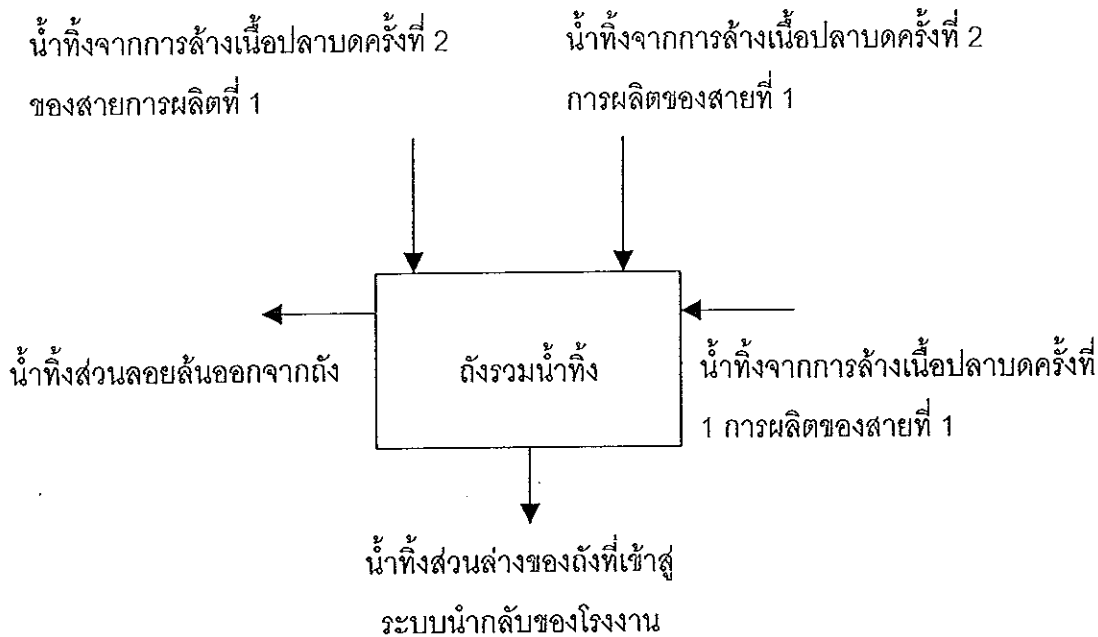 น้ำทิ้งจากการล้างเนื้อปลาบดครั้งที่ 2
ของสายการผลิตที่ 1
น้ำทิ้งจากการล้างเนื้อปลาบดครั้งที่ 2
การผลิตของสายที่ 1
น้ำทิ้งส่วนลอยล้นออกจากถัง
ถังรวมน้ำทิ้ง
น้ำทิ้งจากการล้างเนื้อปลาบดครั้งที่
1 การผลิตของสายที่ 1
น้ำทิ้งส่วนล่างของถังที่เข้าสู่
ระบบนำกลับของโรงงาน